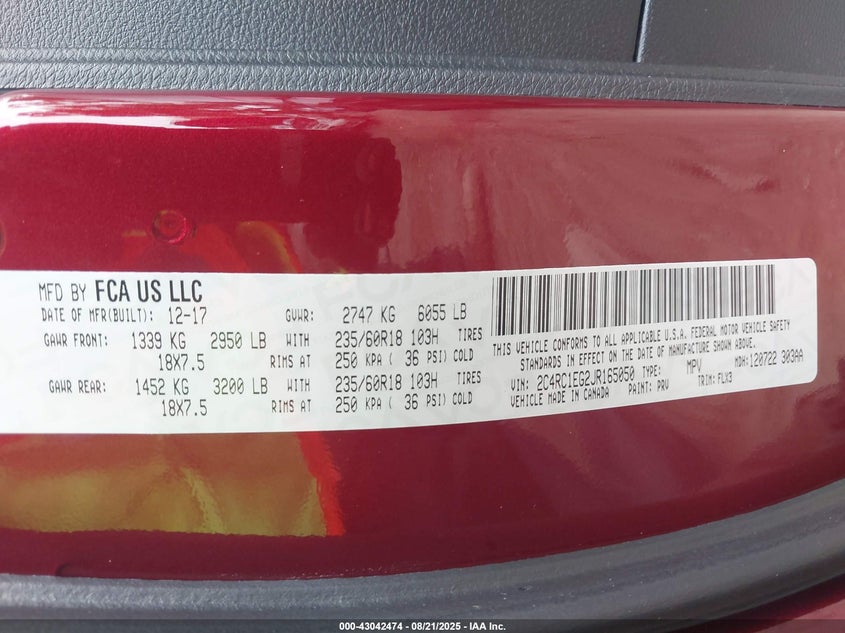 MFD BY FCA US LLC
DATE OF MFR(BUILT): 12-17 GVWR: 2747 KG 6055 LB
GAWR FRONT: 1339 KG 2950 LB WITH 235/60R18 103H TIRES
18X7.5 RIMS AT 250 KPA ( 36 PSI) COLD
GAWR REAR: 1452 KG 3200 LB WITH 235/60R18 103H TIRES
18X7.5 RIMS AT 250 KPA ( 36 PSI) COLD
THIS VEHICLE CONFORMS TO ALL APPLICABLE U.S.A. FEDERAL MOTOR VEHICLE SAFETY
STANDARDS IN EFFECT ON THE DATE OF MANUFACTURE SHOWN ABOVE.
VIN: 2C4RC1EG2JR165050 TYPE: MPV MDH: 120722 303AA
VEHICLE MADE IN CANADA PAINT: PRV TRIM: FLX3
000-43042474 - 08/21/2025 - IAA Inc.